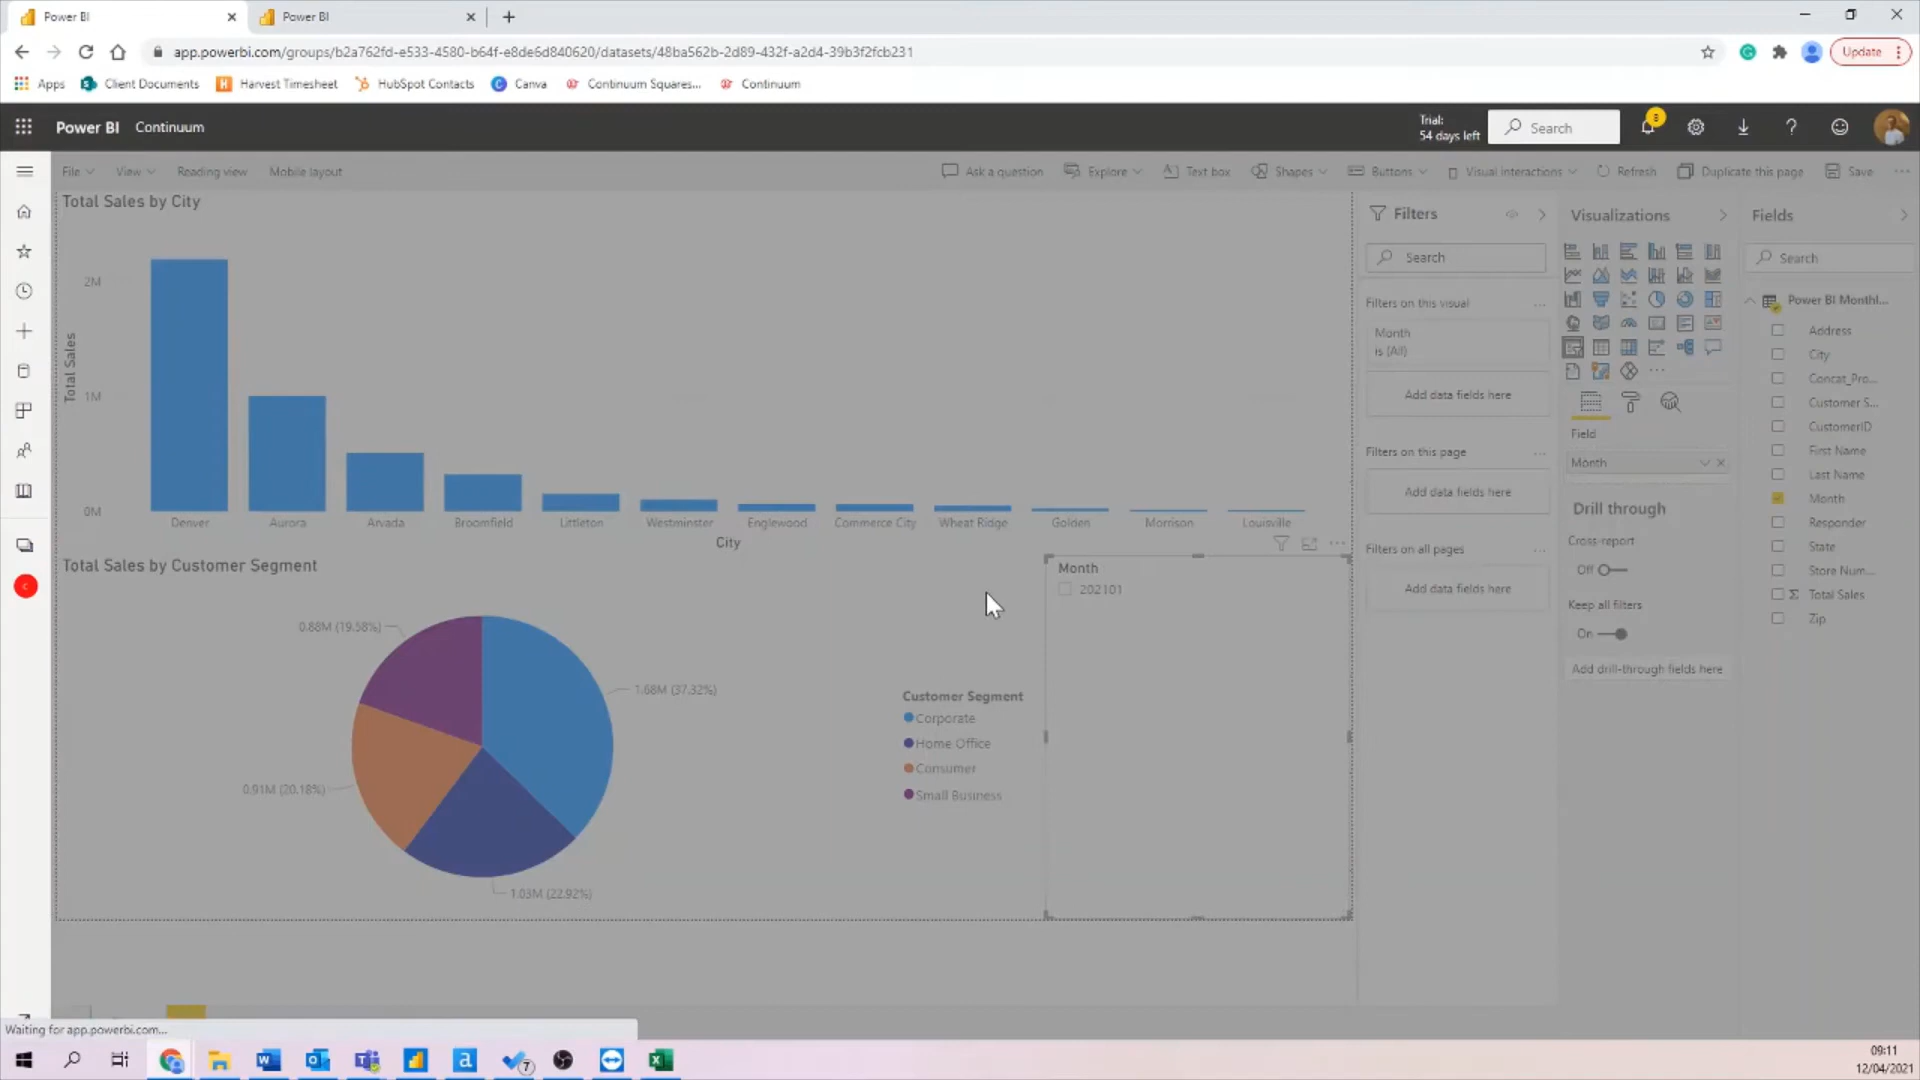 Power BI
Power BI
app.powerbi.com/groups/b2a762fd-e533-4580-b64f-e8de6d840620/datasets/48ba562b-2d89-432f-a2d4-39b3f2fcb231
Update
Apps
Client Documents
Harvest Timesheet
HubSpot Contacts
Canva
Continuum Squares...
Continuum
Power BI
Continuum
Trial:
54 days left
Search
8
File
View
Reading view
Mobile layout
Ask a question
Explore
Text box
Shapes
Buttons
Visual interactions
Refresh
Duplicate this page
Save
Total Sales by City
2M
1M
0M
Total Sales
Denver
Aurora
Arvada
Broomfield
Littleton
Westminster
Englewood
Commerce City
Wheat Ridge
Golden
Morrison
Louisville
City
Total Sales by Customer Segment
0.88M (19.58%)
1.68M (37.32%)
0.91M (20.18%)
1.03M (22.92%)
Customer Segment
Corporate
Home Office
Consumer
Small Business
Month
202101
Filters
Search
Filters on this visual
Month
is (All)
Add data fields here
Filters on this page
Add data fields here
Filters on all pages
Add data fields here
Visualizations
Field
Month
Drill through
Cross-report
Off
Keep all filters
On
Add drill-through fields here
Fields
Search
Power BI Monthl...
Address
City
Concat_Pro...
Customer S...
CustomerID
First Name
Last Name
Month
Responder
State
Store Num...
Total Sales
Zip
Waiting for app.powerbi.com...
7
09:11
12/04/2021